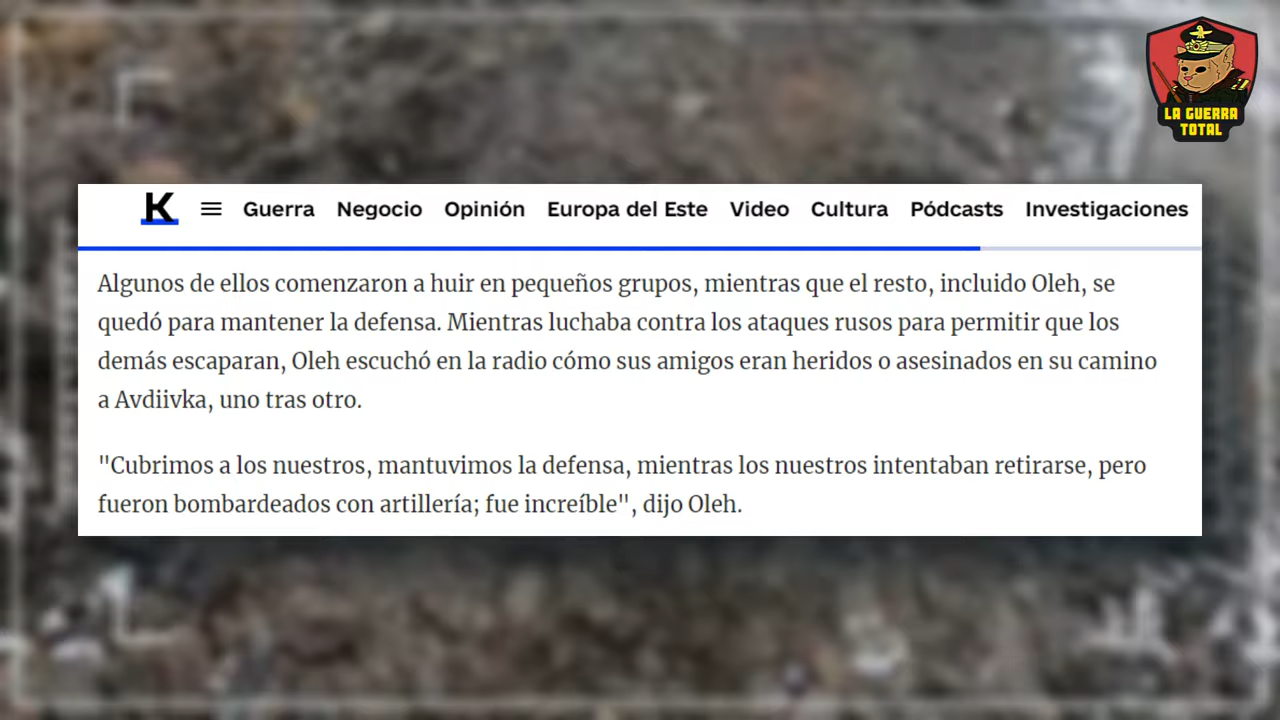 LA GUERRA
TOTAL
K Guerra Negocio Opinión Europa del Este Video Cultura Pódcasts Investigaciones
Algunos de ellos comenzaron a huir en pequeños grupos, mientras que el resto, incluido Oleh, se
quedó para mantener la defensa. Mientras luchaba contra los ataques rusos para permitir que los
demás escaparan, Oleh escuchó en la radio cómo sus amigos eran heridos o asesinados en su camino
a Avdiivka, uno tras otro.
"Cubrimos a los nuestros, mantuvimos la defensa, mientras los nuestros intentaban retirarse, pero
fueron bombardeados con artillería; fue increíble", dijo Oleh.